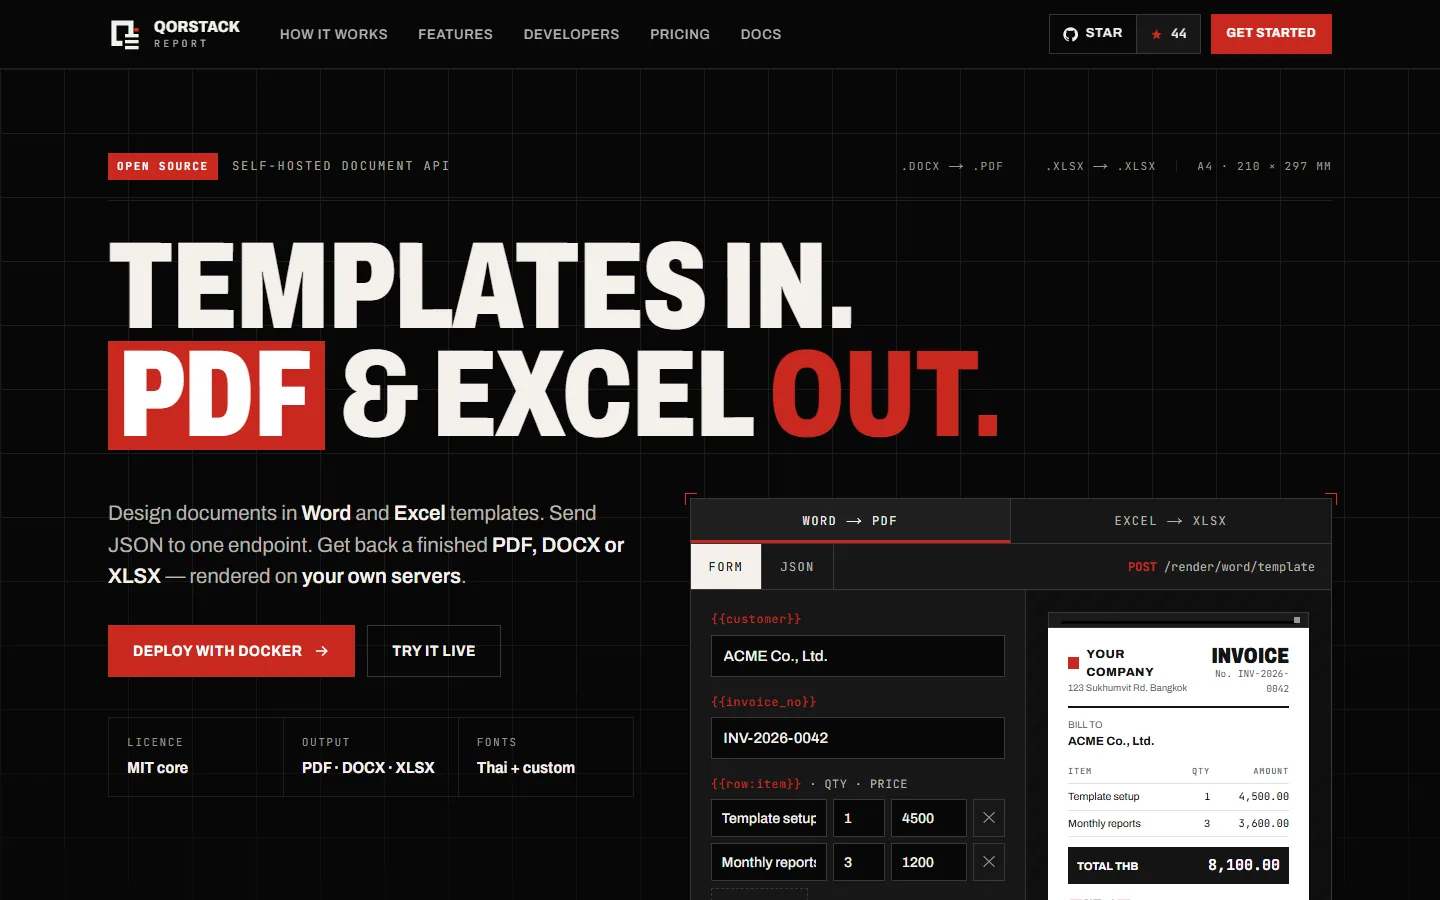 QORSTACK
REPORT
HOW IT WORKS
FEATURES
DEVELOPERS
PRICING
DOCS
STAR
★ 44
GET STARTED
OPEN SOURCE
SELF-HOSTED DOCUMENT API
.DOCX → .PDF
.XLSX → .XLSX
A4 · 210 × 297 MM
TEMPLATES IN.
PDF & EXCEL OUT.
Design documents in Word and Excel templates. Send
JSON to one endpoint. Get back a finished PDF, DOCX or
XLSX — rendered on your own servers.
DEPLOY WITH DOCKER →
TRY IT LIVE
LICENCE
MIT core
OUTPUT
PDF · DOCX · XLSX
FONTS
Thai + custom
WORD → PDF
EXCEL → XLSX
FORM
JSON
POST /render/word/template
{{customer}}
ACME Co., Ltd.
{{invoice_no}}
INV-2026-0042
{{row:item}} · QTY · PRICE
Template setup
1
4500
Monthly reports
3
1200
YOUR
COMPANY
123 Sukhumvit Rd, Bangkok
INVOICE
No. INV-2026-
0042
BILL TO
ACME Co., Ltd.
ITEM QTY AMOUNT
Template setup 1 4,500.00
Monthly reports 3 3,600.00
TOTAL THB 8,100.00